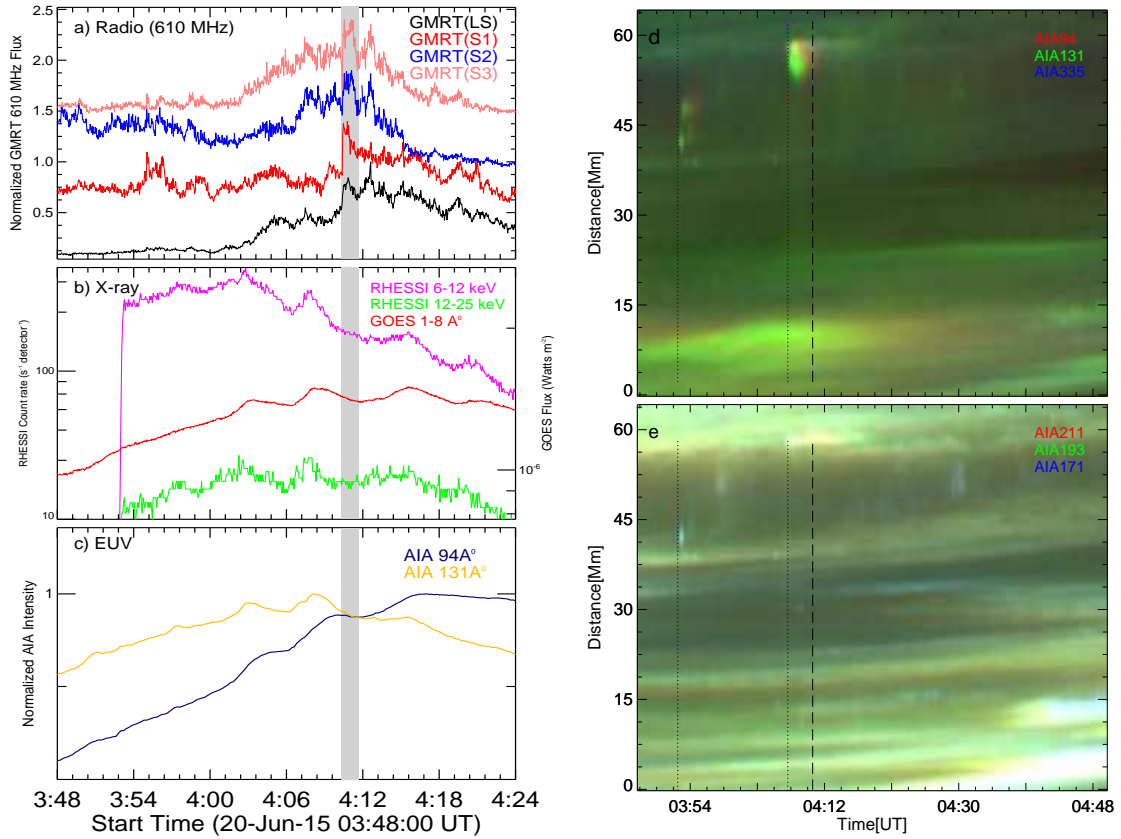 a) Radio (610 MHz)
GMRT(LS)
GMRT(S1)
GMRT(S2)
GMRT(S3)
Normalized GMRT 610 MHz Flux
2.5
2.0
1.5
1.0
0.5
b) X-ray
RHESSI 6-12 keV
RHESSI 12-25 keV
GOES 1-8 A⁰
RHESSI Count rate (s⁻¹ detector⁻¹)
100
10
GOES Flux (Watts m⁻²)
10⁻⁶
c) EUV
AIA 94A⁰
AIA 131A⁰
Normalized AIA Intensity
1
3:48 3:54 4:00 4:06 4:12 4:18 4:24
Start Time (20-Jun-15 03:48:00 UT)
d
AIA94
AIA131
AIA335
Distance[Mm]
60
45
30
15
0
e
AIA211
AIA193
AIA171
Distance[Mm]
60
45
30
15
0
03:54 04:12 04:30 04:48
Time[UT]